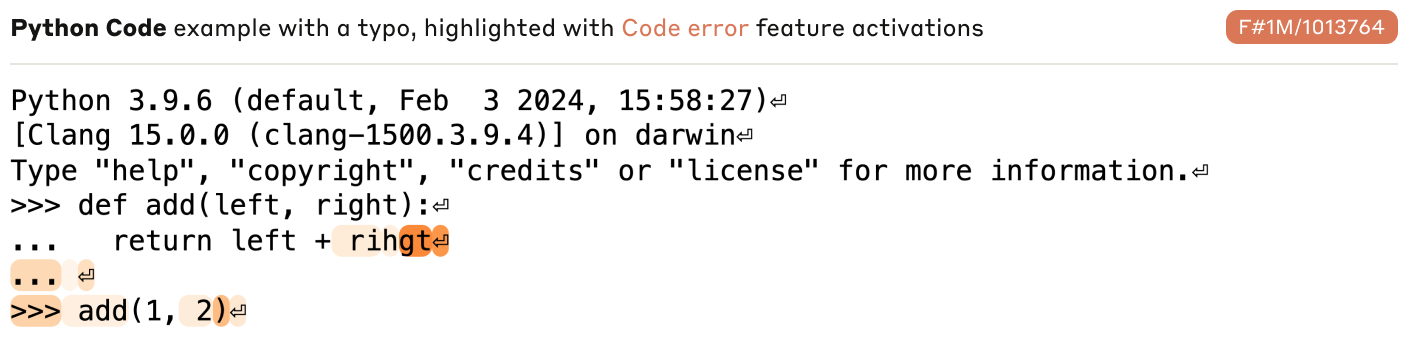 Python Code example with a typo, highlighted with Code error feature activations
F#1M/1013764
Python 3.9.6 (default, Feb  3 2024, 15:58:27)⏎
[Clang 15.0.0 (clang-1500.3.9.4)] on darwin⏎
Type "help", "copyright", "credits" or "license" for more information.⏎
>>> def add(left, right):⏎
...   return left + rihgt⏎
... ⏎
>>> add(1, 2)⏎